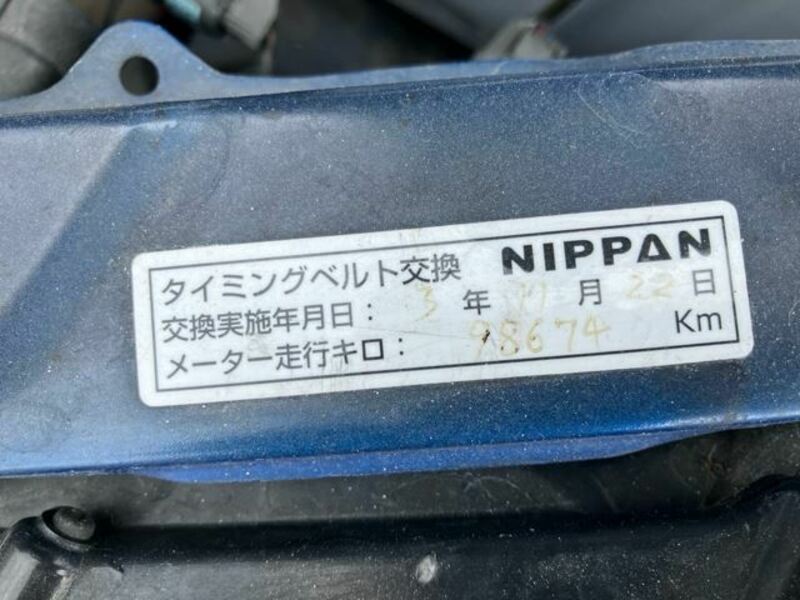 タイミングベルト交換 NIPPAN
交換実施年月日： 3 年 11 月 22 日
メーター走行キロ： 98674 Km